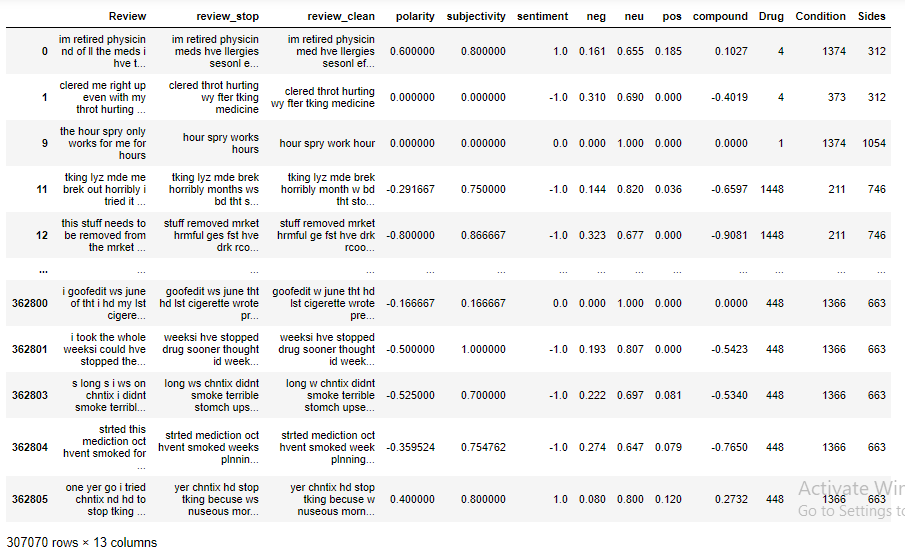 Review review_stop review_clean polarity subjectivity sentiment neg neu pos compound Drug Condition Sides
im retired physicin im retired physicin im retired physicin
0 nd of ll the meds i meds hve llergies med hve llergies 0.600000 0.800000 1.0 0.161 0.655 0.185 0.1027 4 1374 312
hve t... sesonl e... sesonl ef...
clered me right up clered throt hurting
1 even with my wy fter tking clered throt hurting 0.000000 0.000000 -1.0 0.310 0.690 0.000 -0.4019 4 373 312
throt hurting ... medicine wy fter tking medicine
the hour spry only
9 works for me for hour spry works hour spry work hour 0.000000 0.000000 0.0 0.000 1.000 0.000 0.0000 1 1374 1054
hours hours
tking lyz mde me tking lyz mde brek tking lyz mde brek
11 brek out horribly i horribly months ws horribly month w bd -0.291667 0.750000 -1.0 0.144 0.820 0.036 -0.6597 1448 211 746
tried it ... bd tht s... tht sto...
this stuff needs to stuff removed mrket stuff removed mrket
12 be removed from hrmful ges fst hve hrmful ge fst hve drk -0.800000 0.866667 -1.0 0.323 0.677 0.000 -0.9081 1448 211 746
the mrket ... drk rco... rcoo...
... ... ... ... ... ... ... ... ... ... ... ... ... ...
i goofedit ws june goofedit ws june tht goofedit w june tht hd
362800 of tht i hd my lst hd lst cigerette wrote lst cigerette wrote -0.166667 0.166667 0.0 0.000 1.000 0.000 0.0000 448 1366 663
cigere... pr... pre...
i took the whole weeksi hve stopped weeksi hve stopped
362801 weeksi could hve drug sooner thought drug sooner thought -0.500000 1.000000 -1.0 0.193 0.807 0.000 -0.5423 448 1366 663
stopped the... id week... id week...
s long s i ws on long ws chntix didnt long w chntix didnt
362803 chntix i didnt smoke terrible smoke terrible -0.525000 0.700000 -1.0 0.222 0.697 0.081 -0.5340 448 1366 663
smoke terribl... stomch ups... stomch upse...
strted this strted mediction oct strted mediction oct
362804 mediction oct hvent smoked weeks hvent smoked week -0.359524 0.754762 -1.0 0.274 0.647 0.079 -0.7650 448 1366 663
hvent smoked for plnnin... plnning...
...
one yer go i tried yer chntix hd stop yer chntix hd stop
362805 chntix nd hd to tking becuse ws tking becuse w 0.400000 0.800000 1.0 0.080 0.800 0.120 0.2732 448 1366 663
stop tking ... nuseous mor... nuseous morn...
Activate Win
Go to Settings to
307070 rows × 13 columns